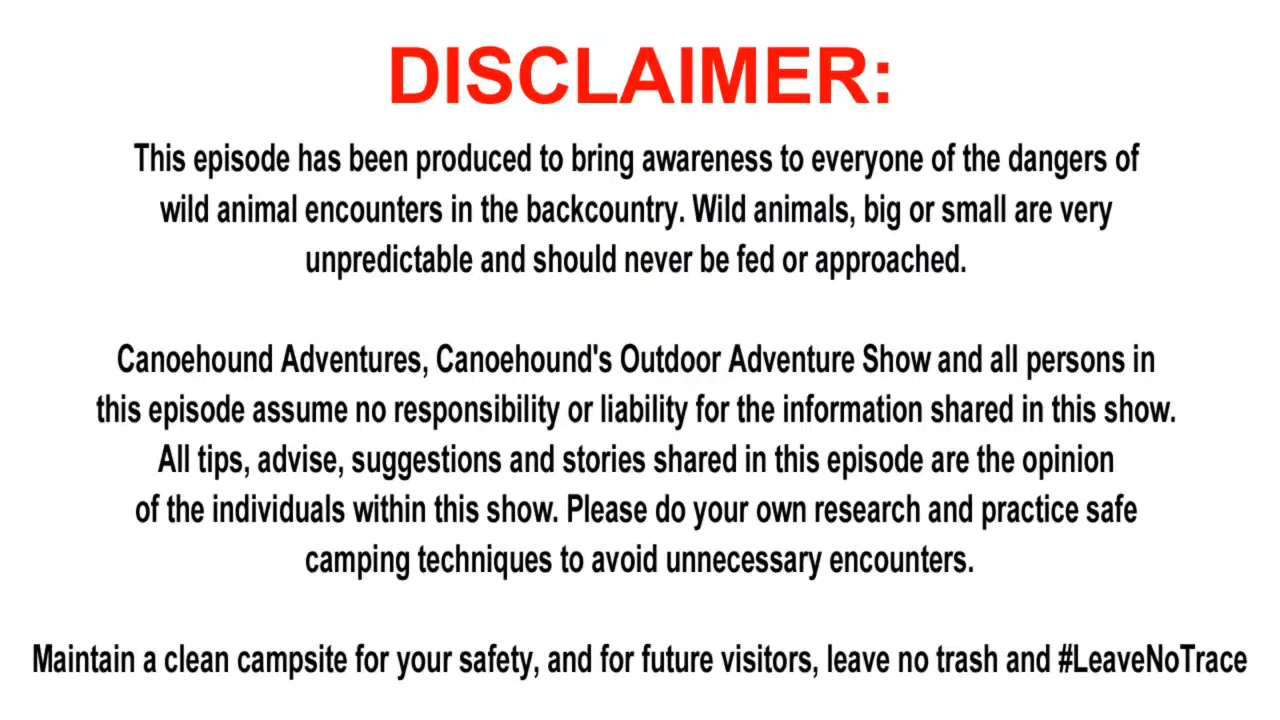 DISCLAIMER:
This episode has been produced to bring awareness to everyone of the dangers of
wild animal encounters in the backcountry. Wild animals, big or small are very
unpredictable and should never be fed or approached.
Canoehound Adventures, Canoehound's Outdoor Adventure Show and all persons in
this episode assume no responsibility or liability for the information shared in this show.
All tips, advise, suggestions and stories shared in this episode are the opinion
of the individuals within this show. Please do your own research and practice safe
camping techniques to avoid unnecessary encounters.
Maintain a clean campsite for your safety, and for future visitors, leave no trash and #LeaveNoTrace